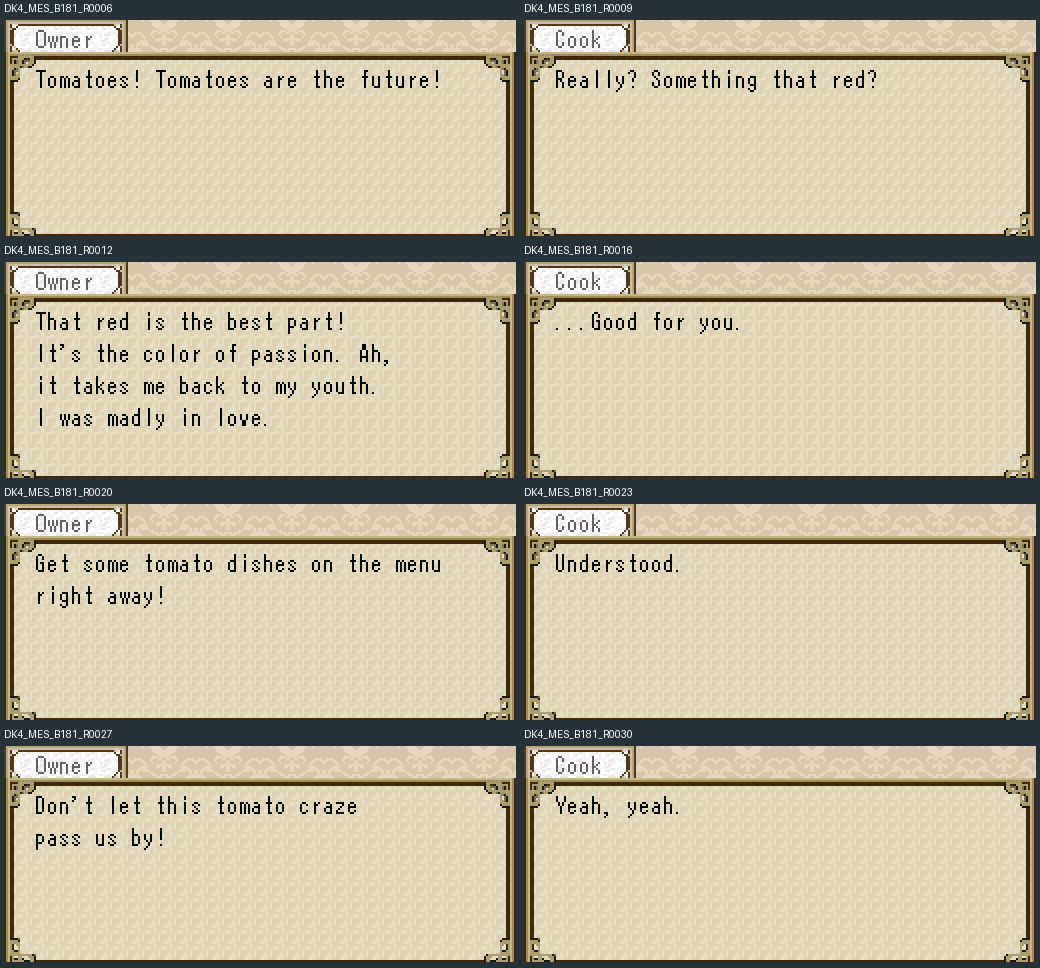 DK4_MES_B181_R0006
Owner
Tomatoes! Tomatoes are the future!
DK4_MES_B181_R0009
Cook
Really? Something that red?
DK4_MES_B181_R0012
Owner
That red is the best part!
It's the color of passion. Ah,
it takes me back to my youth.
I was madly in love.
DK4_MES_B181_R0016
Cook
...Good for you.
DK4_MES_B181_R0020
Owner
Get some tomato dishes on the menu
right away!
DK4_MES_B181_R0023
Cook
Understood.
DK4_MES_B181_R0027
Owner
Don't let this tomato craze
pass us by!
DK4_MES_B181_R0030
Cook
Yeah, yeah.